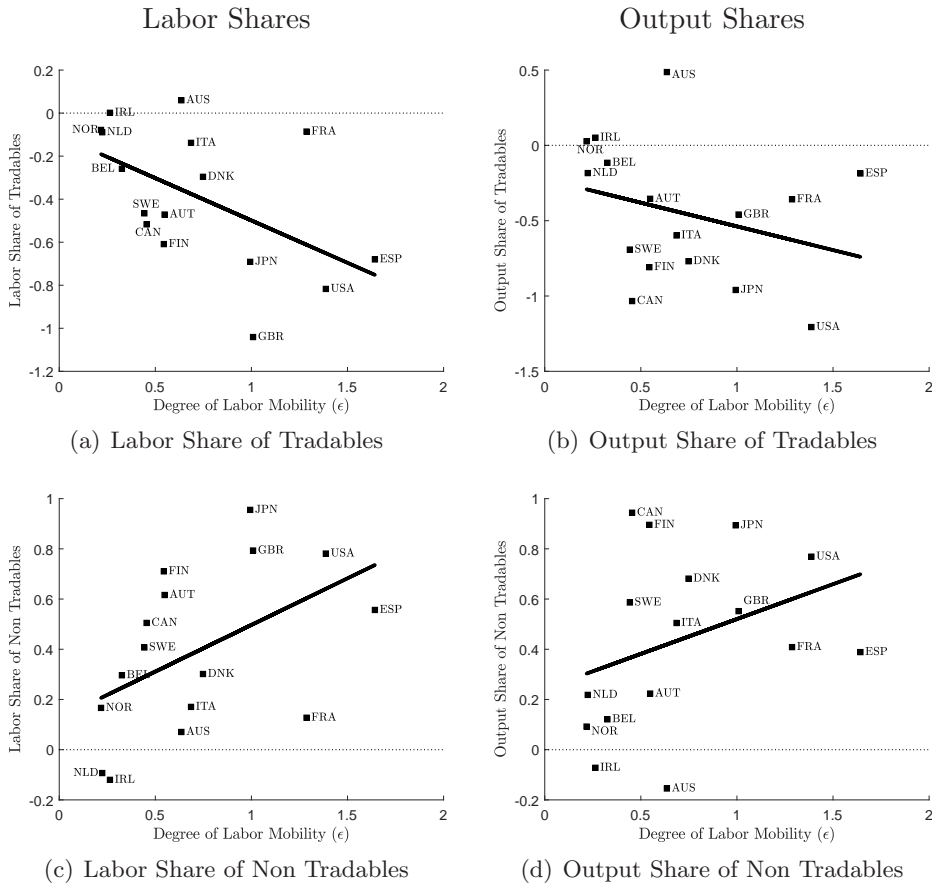 Labor Shares
Output Shares
Labor Share of Tradables
0.2
0
-0.2
-0.4
-0.6
-0.8
-1
-1.2
AUS
IRL
NOR
NLD
FRA
ITA
BEL
DNK
SWE
AUT
CAN
FIN
JPN
ESP
USA
GBR
0
0.5
1
1.5
2
Degree of Labor Mobility (ϵ)
(a) Labor Share of Tradables
Output Share of Tradables
0.5
0
-0.5
-1
-1.5
AUS
IRL
NOR
BEL
NLD
ESP
AUT
FRA
GBR
ITA
SWE
DNK
FIN
JPN
CAN
USA
0
0.5
1
1.5
2
Degree of Labor Mobility (ϵ)
(b) Output Share of Tradables
Labor Share of Non Tradables
1
0.8
0.6
0.4
0.2
0
-0.2
JPN
GBR
USA
FIN
AUT
ESP
CAN
SWE
BEL
DNK
NOR
ITA
FRA
AUS
NLD
IRL
0
0.5
1
1.5
2
Degree of Labor Mobility (ϵ)
(c) Labor Share of Non Tradables
Output Share of Non Tradables
1
0.8
0.6
0.4
0.2
0
-0.2
CAN
FIN
JPN
USA
DNK
SWE
GBR
ITA
FRA
ESP
NLD
AUT
BEL
NOR
IRL
AUS
0
0.5
1
1.5
2
Degree of Labor Mobility (ϵ)
(d) Output Share of Non Tradables